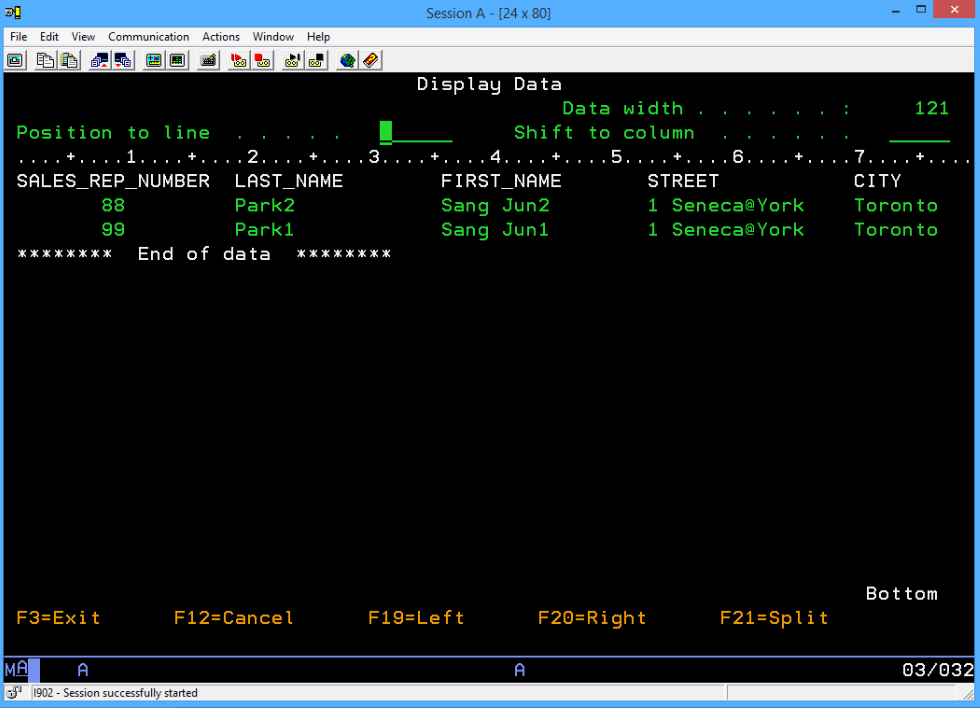 Session A - [24 x 80]
File Edit View Communication Actions Window Help
Display Data
Data width . . . . . . : 121
Position to line . . . . . Shift to column . . . . . .
....+....1....+....2....+....3....+....4....+....5....+....6....+....7....+....
SALES_REP_NUMBER LAST_NAME FIRST_NAME STREET CITY
88 Park2 Sang Jun2 1 Seneca@York Toronto
99 Park1 Sang Jun1 1 Seneca@York Toronto
******** End of data ********
Bottom
F3=Exit F12=Cancel F19=Left F20=Right F21=Split
MA A A 03/032
I902 - Session successfully started